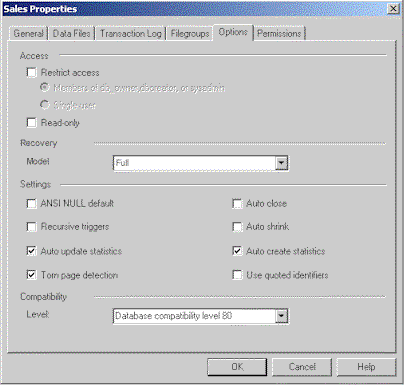 Sales Properties
General Data Files Transaction Log Filegroups Options Permissions
Access
Restrict access
Members of db_owner, dbcreator, or sysadmin
Single user
Read-only
Recovery
Model: Full
Settings
ANSI NULL default Auto close
Recursive triggers Auto shrink
Auto update statistics Auto create statistics
Torn page detection Use quoted identifiers
Compatibility
Level: Database compatibility level 80
OK Cancel Help